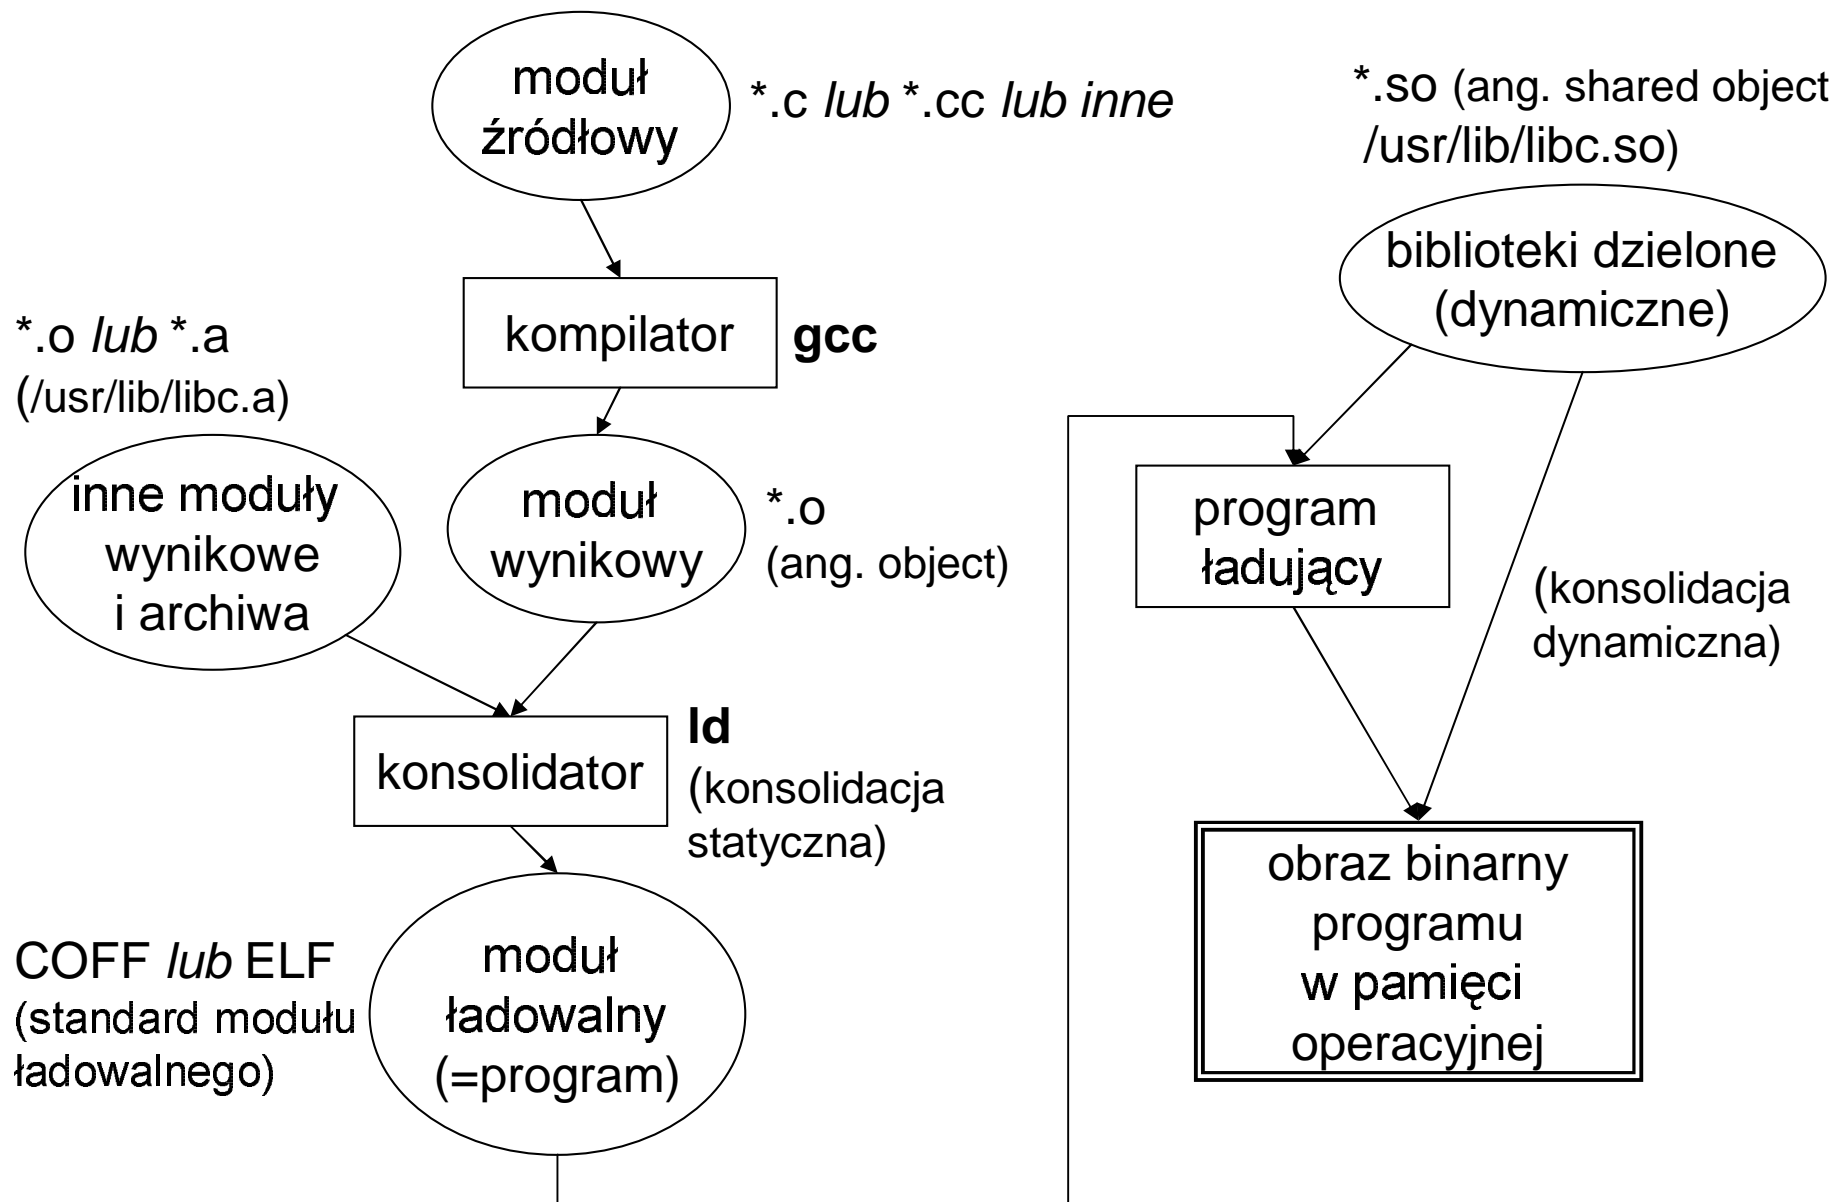 moduł
źródłowy
*.c lub *.cc lub inne
kompilator
gcc
*.o lub *.a
(/usr/lib/libc.a)
inne moduły
wynikowe
i archiwa
moduł
wynikowy
*.o
(ang. object)
konsolidator
ld
(konsolidacja
statyczna)
COFF lub ELF
(standard modułu
ładowalnego)
moduł
ładowalny
(=program)
*.so (ang. shared object
/usr/lib/libc.so)
biblioteki dzielone
(dynamiczne)
program
ładujący
(konsolidacja
dynamiczna)
obraz binarny
programu
w pamięci
operacyjnej